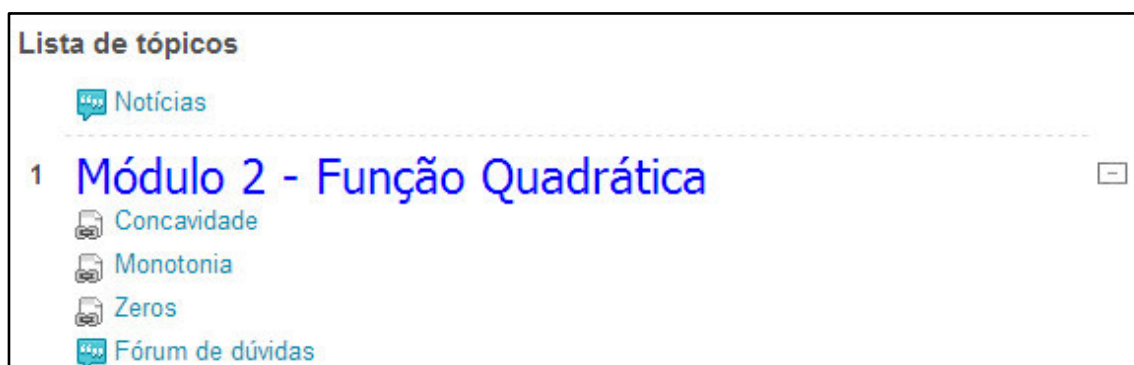 Lista de tópicos
Notícias
1 Módulo 2 - Função Quadrática
Concavidade
Monotonia
Zeros
Fórum de dúvidas